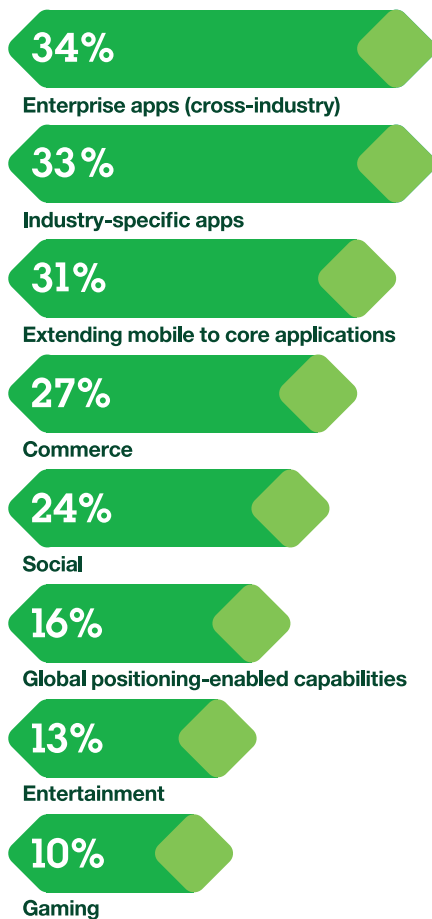 34%
Enterprise apps (cross-industry)
33%
Industry-specific apps
31%
Extending mobile to core applications
27%
Commerce
24%
Social
16%
Global positioning-enabled capabilities
13%
Entertainment
10%
Gaming